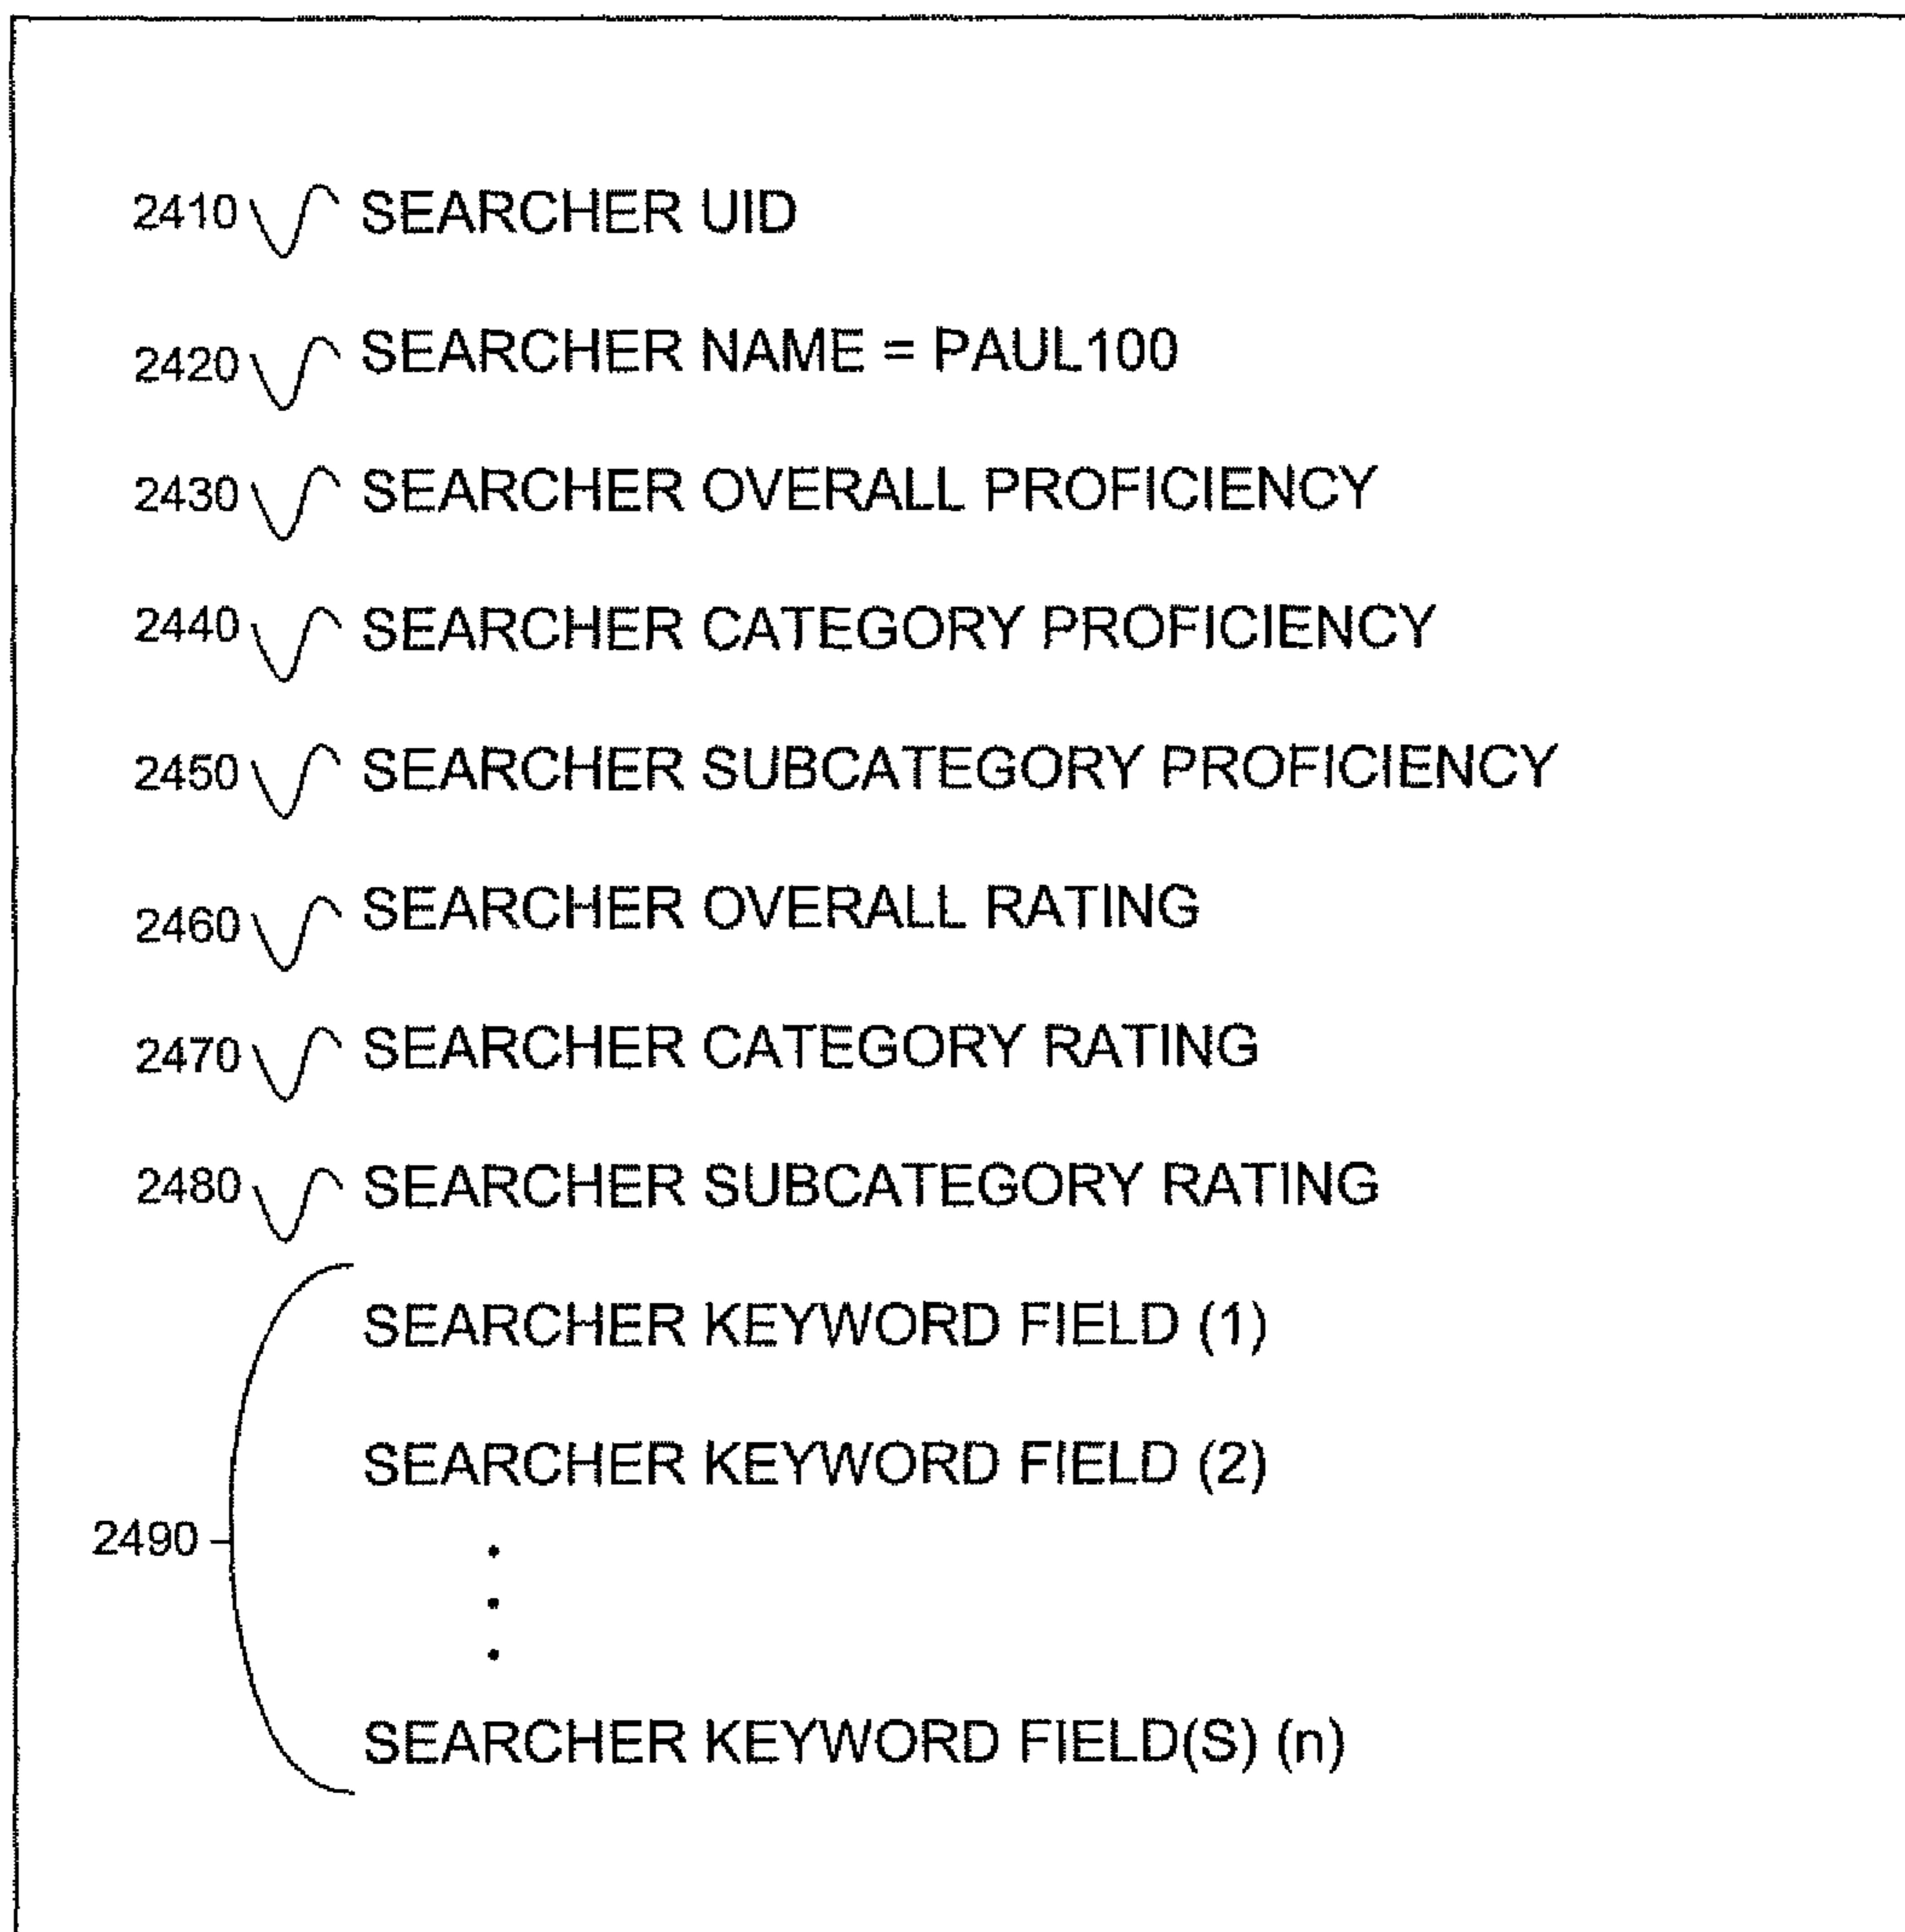 2410 SEARCHER UID
2420 SEARCHER NAME = PAUL100
2430 SEARCHER OVERALL PROFICIENCY
2440 SEARCHER CATEGORY PROFICIENCY
2450 SEARCHER SUBCATEGORY PROFICIENCY
2460 SEARCHER OVERALL RATING
2470 SEARCHER CATEGORY RATING
2480 SEARCHER SUBCATEGORY RATING
SEARCHER KEYWORD FIELD (1)
SEARCHER KEYWORD FIELD (2)
2490
SEARCHER KEYWORD FIELD(S) (n)